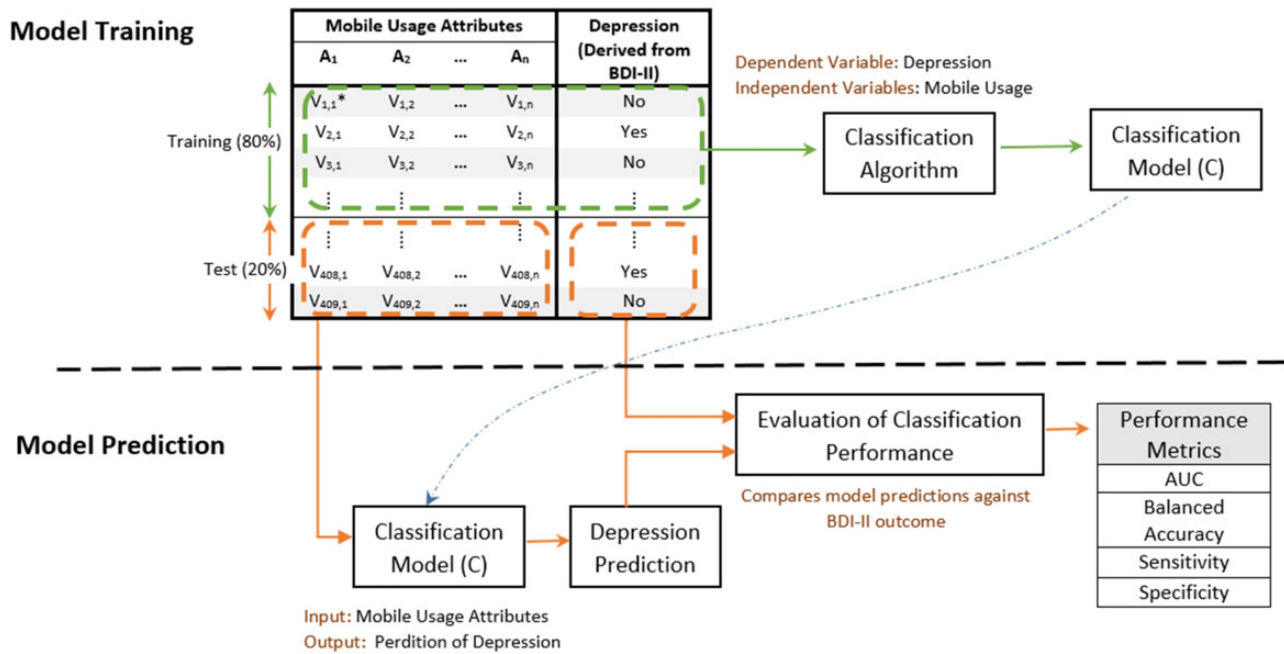 Model Training
Mobile Usage Attributes
Depression
(Derived from
BDI-II)
A₁ A₂ ... Aₙ
V₁,₁* V₁,₂ ... V₁,ₙ No
V₂,₁ V₂,₂ ... V₂,ₙ Yes
V₃,₁ V₃,₂ ... V₃,ₙ No
Training (80%)
Test (20%)
V₄₀₈,₁ V₄₀₈,₂ ... V₄₀₈,ₙ Yes
V₄₀₉,₁ V₄₀₉,₂ ... V₄₀₉,ₙ No
Dependent Variable: Depression
Independent Variables: Mobile Usage
Classification
Algorithm
Classification
Model (C)
Model Prediction
Classification
Model (C)
Input: Mobile Usage Attributes
Output: Perdition of Depression
Depression
Prediction
Evaluation of Classification
Performance
Compares model predictions against
BDI-II outcome
Performance
Metrics
AUC
Balanced
Accuracy
Sensitivity
Specificity